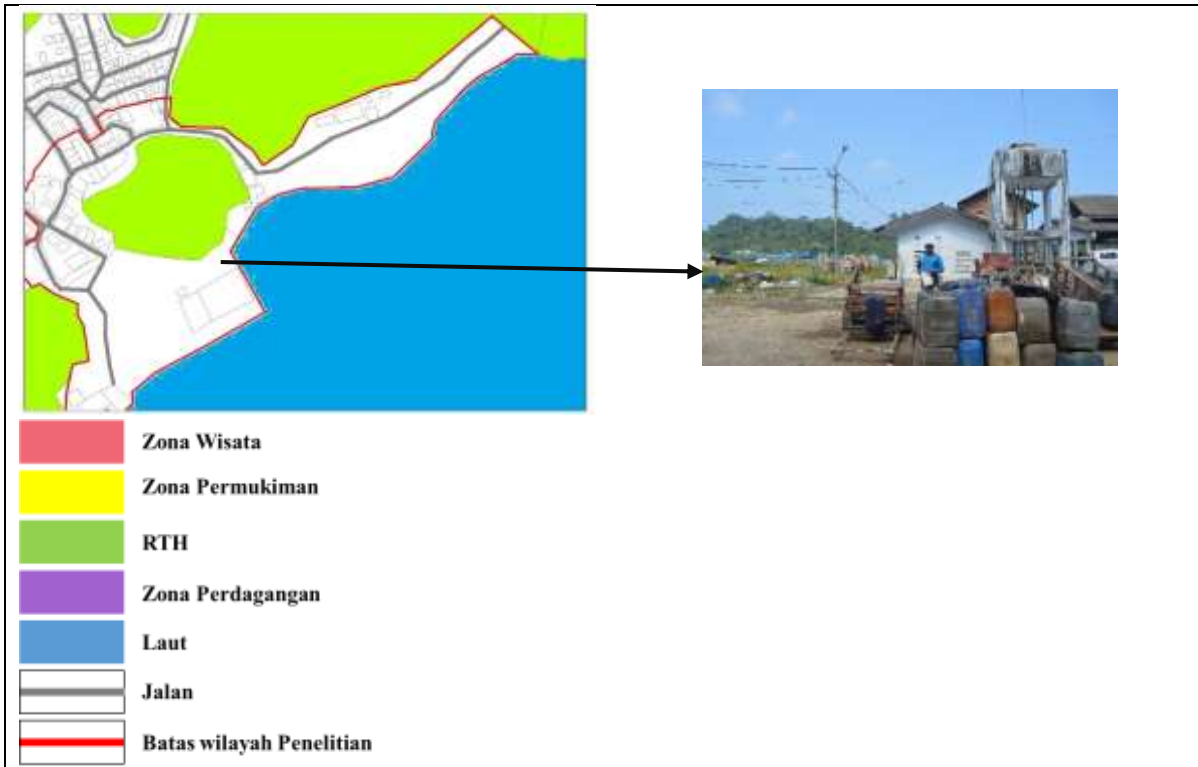 Zona Wisata
Zona Permukiman
RTH
Zona Perdagangan
Laut
Jalan
Batas wilayah Penelitian